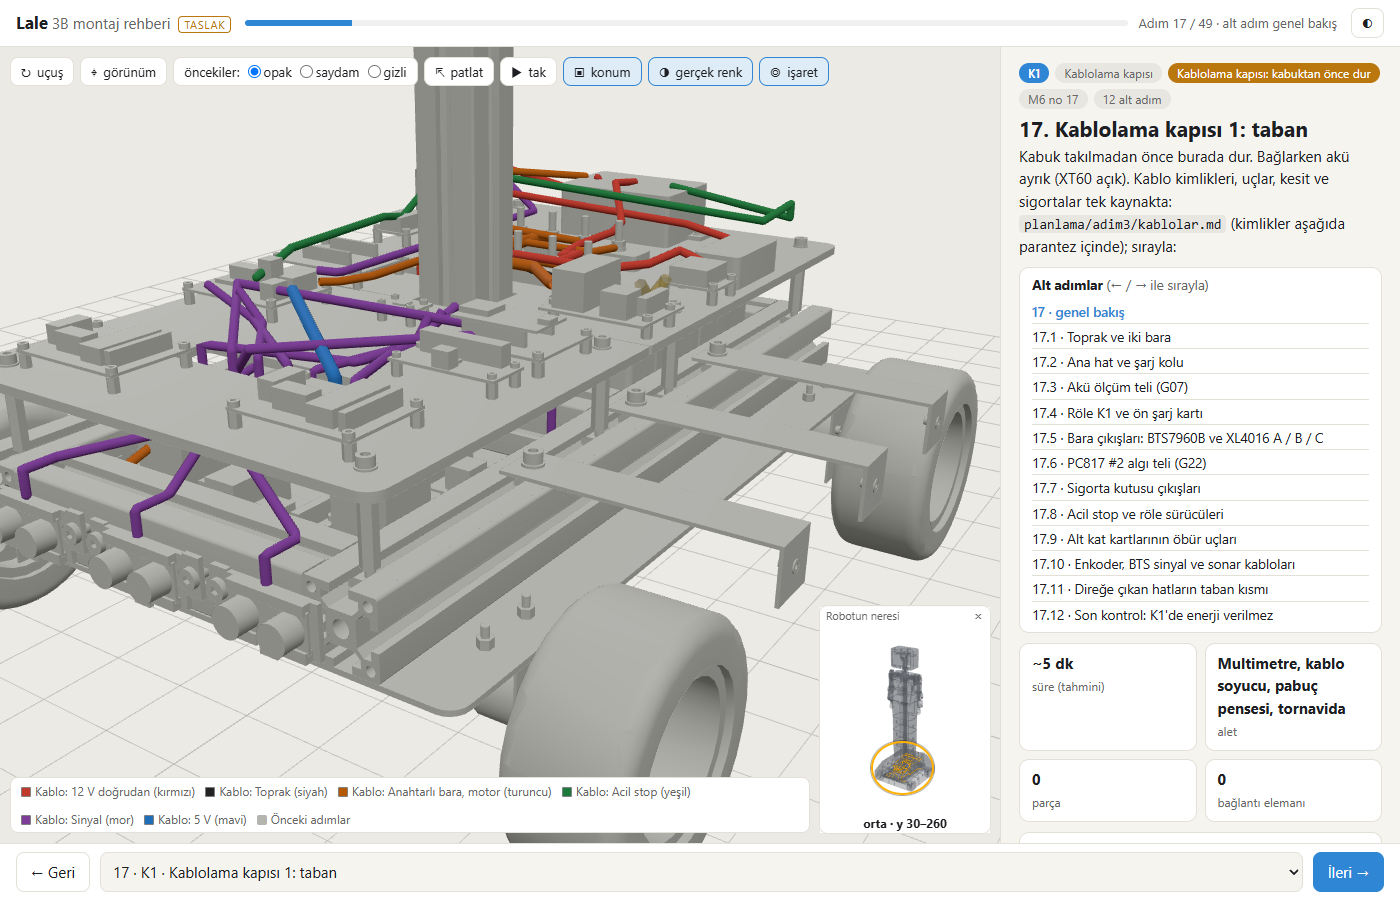 Lale 3B montaj rehberi TASLAK
Adım 17 / 49 · alt adım genel bakış
↻ uçuş
⌖ görünüm
öncekiler: opak saydam gizli
↸ patlat
▶ tak
▣ konum
◑ gerçek renk
◎ işaret
K1 Kablolama kapısı Kablolama kapısı: kabuktan önce dur
M6 no 17 12 alt adım
17. Kablolama kapısı 1: taban
Kabuk takılmadan önce burada dur. Bağlarken akü
ayrık (XT60 açık). Kablo kimlikleri, uçlar, kesit ve
sigortalar tek kaynakta:
planlama/adim3/kablolar.md (kimlikler aşağıda
parantez içinde); sırayla:
Alt adımlar (← / → ile sırayla)
17 · genel bakış
17.1 · Toprak ve iki bara
17.2 · Ana hat ve şarj kolu
17.3 · Akü ölçüm teli (G07)
17.4 · Röle K1 ve ön şarj kartı
17.5 · Bara çıkışları: BTS7960B ve XL4016 A / B / C
17.6 · PC817 #2 algı teli (G22)
17.7 · Sigorta kutusu çıkışları
17.8 · Acil stop ve röle sürücüleri
17.9 · Alt kat kartlarının öbür uçları
17.10 · Enkoder, BTS sinyal ve sonar kabloları
17.11 · Direğe çıkan hatların taban kısmı
17.12 · Son kontrol: K1'de enerji verilmez
~5 dk
süre (tahmini)
Multimetre, kablo
soyucu, pabuç
pensesi, tornavida
alet
0
parça
0
bağlantı elemanı
Robotun neresi ×
orta · y 30–260
Kablo: 12 V doğrudan (kırmızı) Kablo: Toprak (siyah) Kablo: Anahtarlı bara, motor (turuncu) Kablo: Acil stop (yeşil)
Kablo: Sinyal (mor) Kablo: 5 V (mavi) Önceki adımlar
← Geri
17 · K1 · Kablolama kapısı 1: taban
İleri →